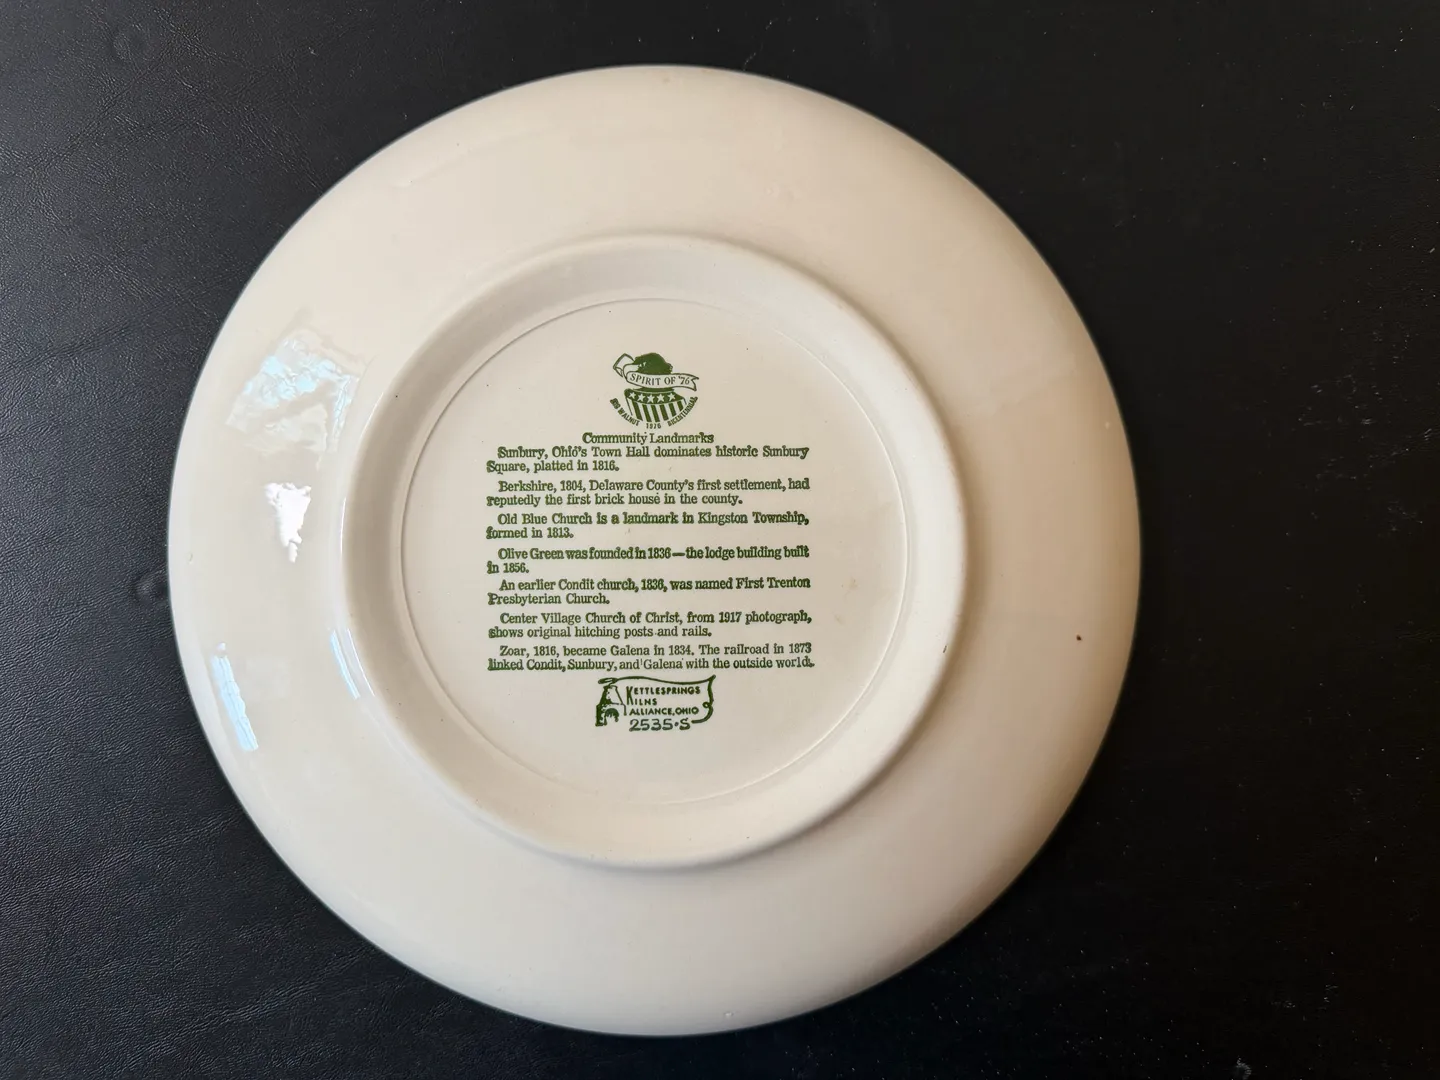 SPIRIT OF '76
BIG WALNUT 1976 BICENTENNIAL
Community Landmarks
Sunbury, Ohio's Town Hall dominates historic Sunbury
Square, platted in 1816.
Berkshire, 1804, Delaware County's first settlement, had
reputedly the first brick house in the county.
Old Blue Church is a landmark in Kingston Township,
formed in 1813.
Olive Green was founded in 1836—the lodge building built
in 1856.
An earlier Condit church, 1836, was named First Trenton
Presbyterian Church.
Center Village Church of Christ, from 1917 photograph,
shows original hitching posts and rails.
Zoar, 1816, became Galena in 1834. The railroad in 1873
linked Condit, Sunbury, and Galena with the outside world.
KETTLESPRINGS
KILNS
ALLIANCE, OHIO
2535-S